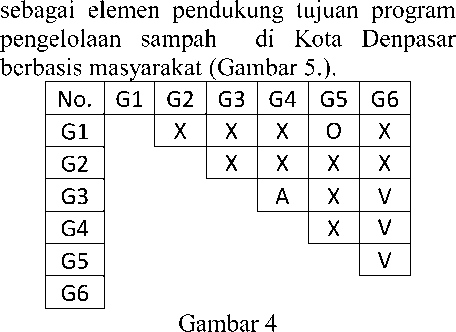 sebagai elemen pendukung tujuan program
pengelolaan sampah di Kota Denpasar
berbasis masyarakat (Gambar 5.).
No. G1 G2 G3 G4 G5 G6
G1 X X X O X
G2 X X X X
G3 A X V
G4 X V
G5 V
G6
Gambar 4